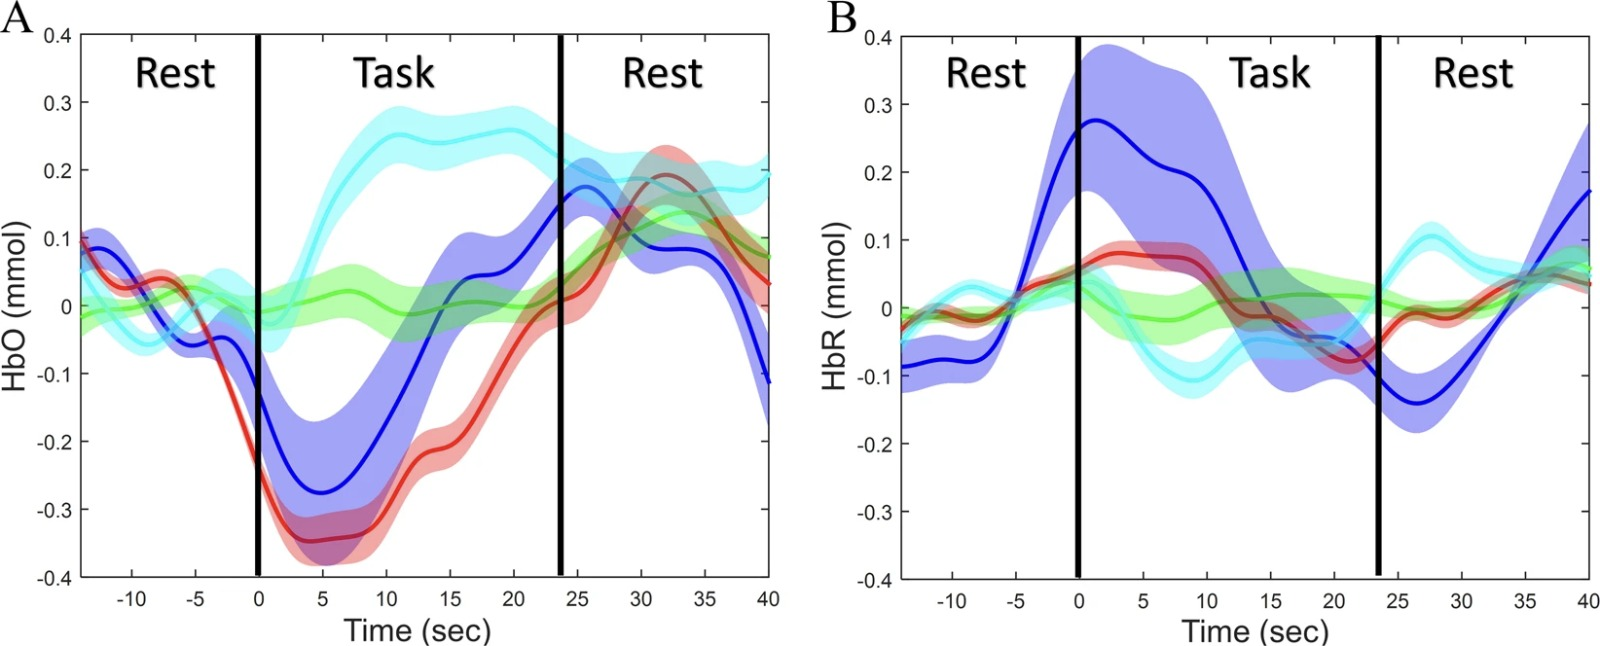 A
B
Rest Task Rest
Rest Task Rest
HbO (mmol)
0.4
0.3
0.2
0.1
0
-0.1
-0.2
-0.3
-0.4
-10 -5 0 5 10 15 20 25 30 35 40
Time (sec)
HbR (mmol)
0.4
0.3
0.2
0.1
0
-0.1
-0.2
-0.3
-0.4
-10 -5 0 5 10 15 20 25 30 35 40
Time (sec)